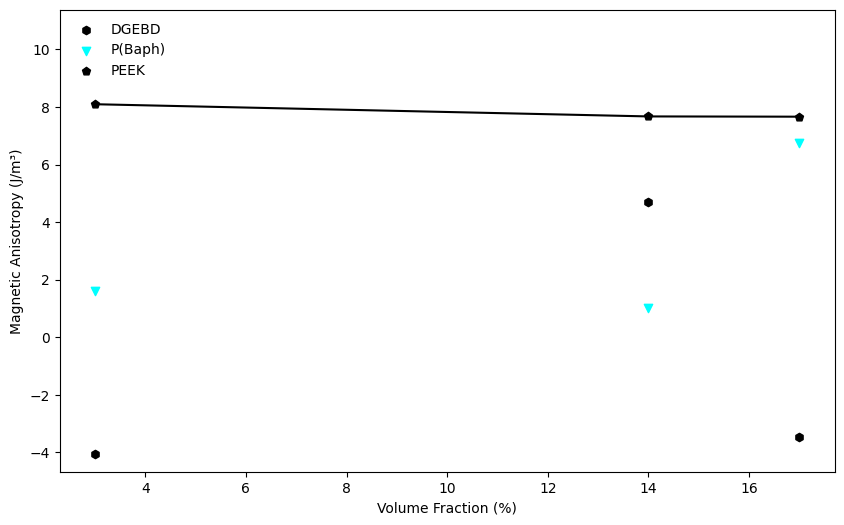 DGEBD
P(Baph)
PEEK
10
8
6
4
2
0
−2
−4
Magnetic Anisotropy (J/m³)
4 6 8 10 12 14 16
Volume Fraction (%)